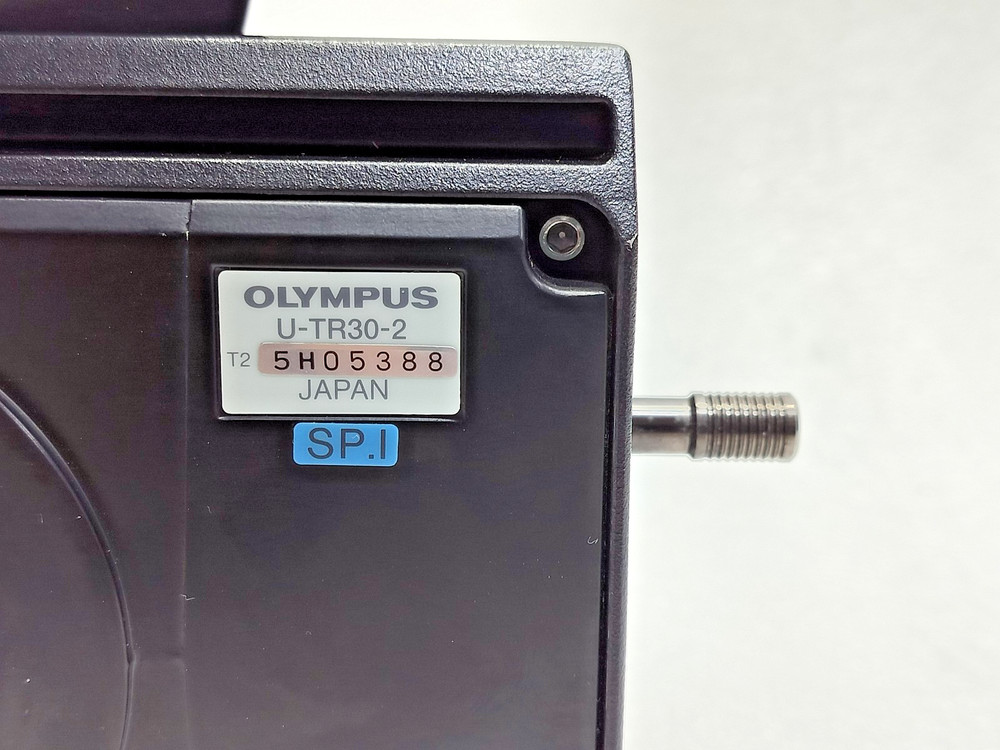 OLYMPUS
U-TR30-2
T2 5H05388
JAPAN
SP.I